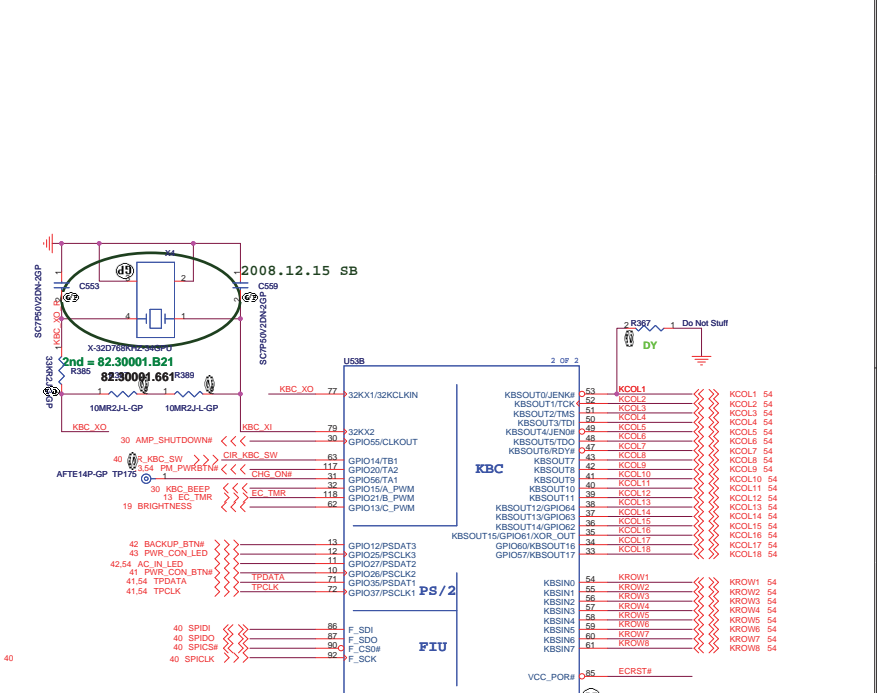 2008.12.15 SB
X4
GP
1
1
2
C553
C559
2
2
4
1
SC7P50V2DN-2GP
SC7P50V2DN-2GP
KBC_XO_R
X-32D768KHZ-34GPU
2nd = 82.30001.B21
82.30001.661
1
R385
R389
1
1
10MR2J-L-GP
10MR2J-L-GP
KBC_XO
KBC_XI
KBC_XO
2 R367 1 Do Not Stuff
DY
U53B
2 OF 2
77 32KX1/32KCLKIN
79 32KX2
30 AMP_SHUTDOWN# 30 GPIO55/CLKOUT
40 R_KBC_SW CIR_KBC_SW 63 GPIO14/TB1
3,54 PM_PWRBTN# 117 GPIO20/TA2
AFTE14P-GP TP175 1 CHG_ON# 31 GPIO56/TA1
30 KBC_BEEP 32 GPIO15/A_PWM
13 EC_TMR EC_TMR 118 GPIO21/B_PWM
19 BRIGHTNESS 62 GPIO13/C_PWM
42 BACKUP_BTN# 13 GPIO12/PSDAT3
43 PWR_CON_LED 12 GPIO25/PSCLK3
42,54 AC_IN_LED 11 GPIO27/PSDAT2
41 PWR_CON_BTN# 10 GPIO26/PSCLK2
41,54 TPDATA TPDATA 71 GPIO35/PSDAT1
41,54 TPCLK TPCLK 72 GPIO37/PSCLK1
40 SPIDI 86 F_SDI
40 SPIDO 87 F_SDO
40 SPICS# 90 F_CS0#
40 SPICLK 92 F_SCK
40
KBC
PS/2
FIU
KBSOUT0/JENK# 53 KCOL1 KCOL1 54
KBSOUT1/TCK 52 KCOL2 KCOL2 54
KBSOUT2/TMS 51 KCOL3 KCOL3 54
KBSOUT3/TDI 50 KCOL4 KCOL4 54
KBSOUT4/JEN0# 49 KCOL5 KCOL5 54
KBSOUT5/TDO 48 KCOL6 KCOL6 54
KBSOUT6/RDY# 47 KCOL7 KCOL7 54
KBSOUT7 43 KCOL8 KCOL8 54
KBSOUT8 42 KCOL9 KCOL9 54
KBSOUT9 41 KCOL10 KCOL10 54
KBSOUT10 40 KCOL11 KCOL11 54
KBSOUT11 39 KCOL12 KCOL12 54
KBSOUT12/GPIO64 38 KCOL13 KCOL13 54
KBSOUT13/GPIO63 37 KCOL14 KCOL14 54
KBSOUT14/GPIO62 36 KCOL15 KCOL15 54
KBSOUT15/GPIO61/XOR_OUT 35 KCOL16 KCOL16 54
GPIO60/KBSOUT16 34 KCOL17 KCOL17 54
GPIO57/KBSOUT17 33 KCOL18 KCOL18 54
KBSIN0 54 KROW1 KROW1 54
KBSIN1 55 KROW2 KROW2 54
KBSIN2 56 KROW3 KROW3 54
KBSIN3 57 KROW4 KROW4 54
KBSIN4 58 KROW5 KROW5 54
KBSIN5 59 KROW6 KROW6 54
KBSIN6 60 KROW7 KROW7 54
KBSIN7 61 KROW8 KROW8 54
VCC_POR# 85 ECRST#